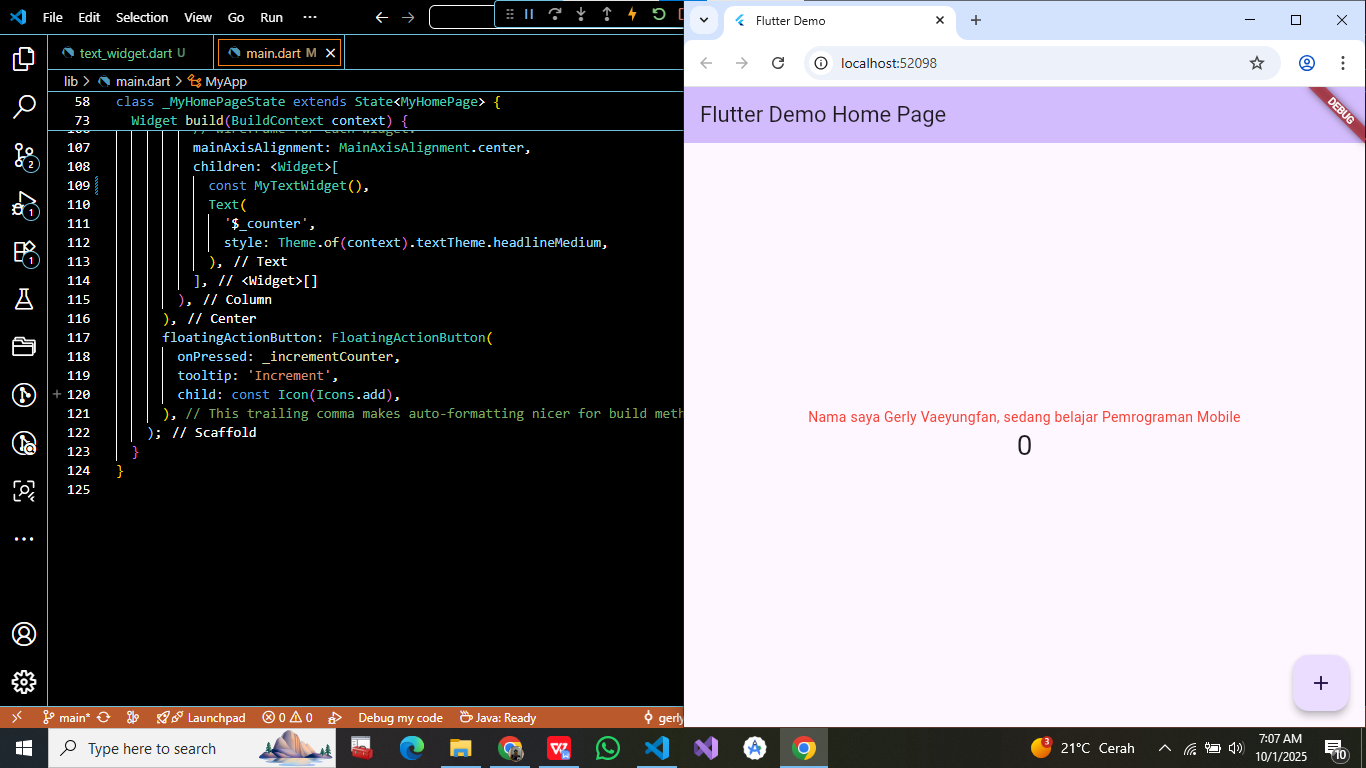 File Edit Selection View Go Run ···
text_widget.dart U
main.dart M
lib > main.dart > MyApp
58 class _MyHomePageState extends State<MyHomePage> {
73 Widget build(BuildContext context) {
107 mainAxisAlignment: MainAxisAlignment.center,
108 children: <Widget>[
109 const MyTextWidget(),
110 Text(
111 '$_counter',
112 style: Theme.of(context).textTheme.headlineMedium,
113 ), // Text
114 ], // <Widget>[]
115 ), // Column
116 ), // Center
117 floatingActionButton: FloatingActionButton(
118 onPressed: _incrementCounter,
119 tooltip: 'Increment',
120 child: const Icon(Icons.add),
121 ), // This trailing comma makes auto-formatting nicer for build meth
122 ); // Scaffold
123 }
124 }
125
2
1
1
main* Launchpad 0 0 Debug my code Java: Ready gerly
Flutter Demo
localhost:52098
Flutter Demo Home Page
DEBUG
Nama saya Gerly Vaeyungfan, sedang belajar Pemrograman Mobile
0
+
Type here to search
3
21°C Cerah
7:07 AM
10/1/2025
10